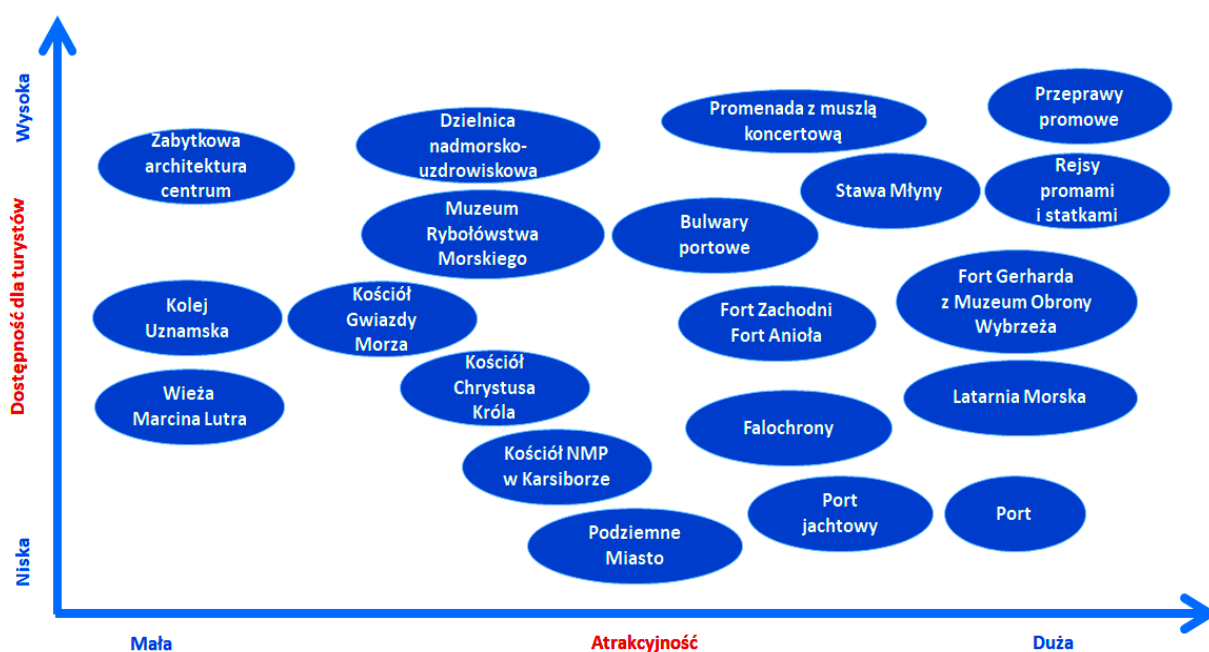 Wysoka
Dostępność dla turystów
Niska
Zabytkowa
architektura
centrum
Dzielnica
nadmorsko-
uzdrowiskowa
Promenada z muszlą
koncertową
Przeprawy
promowe
Muzeum
Rybołówstwa
Morskiego
Bulwary
portowe
Stawa Młyny
Rejsy
promami
i statkami
Kolej
Uznamska
Kościół
Gwiazdy
Morza
Fort Zachodni
Fort Anioła
Fort Gerharda
z Muzeum Obrony
Wybrzeża
Wieża
Marcina Lutra
Kościół
Chrystusa
Króla
Falochrony
Latarnia Morska
Kościół NMP
w Karsiborze
Podziemne
Miasto
Port
jachtowy
Port
Mała
Atrakcyjność
Duża